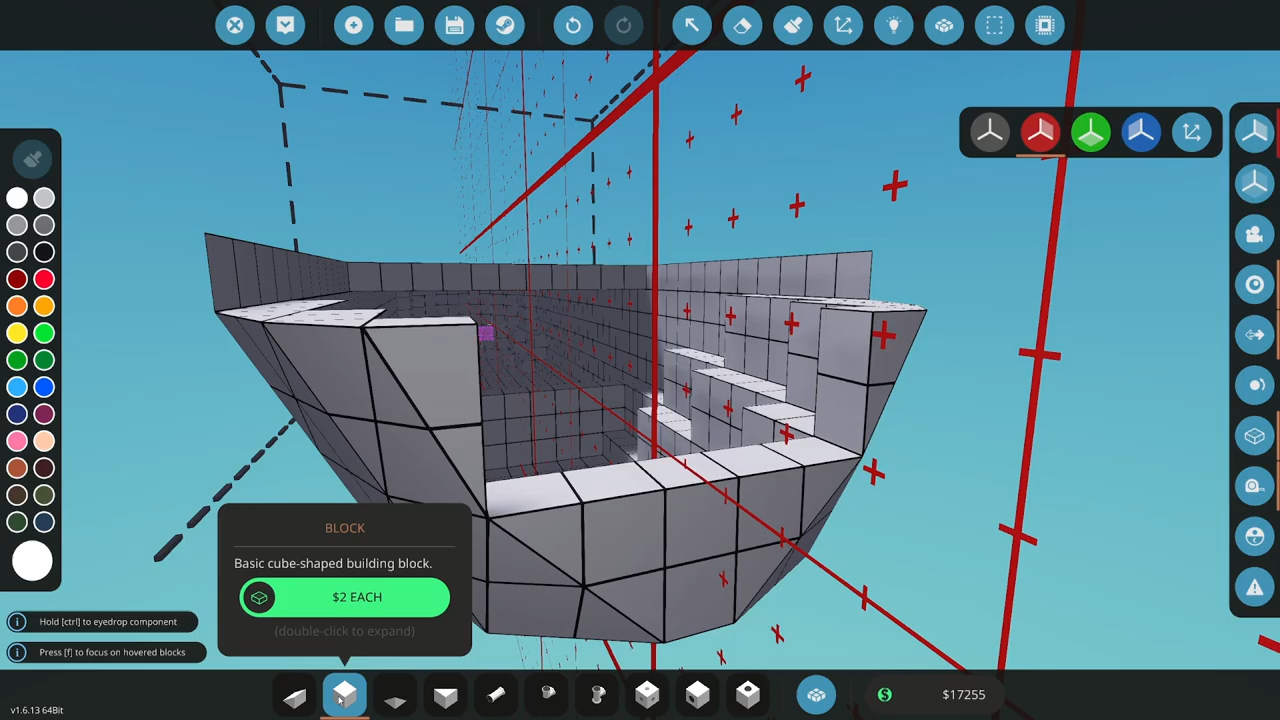 BLOCK
Basic cube-shaped building block.
$2 EACH
(double-click to expand)
Hold [ctrl] to eyedrop component
Press [f] to focus on hovered blocks
$17255
v1.6.13 64Bit